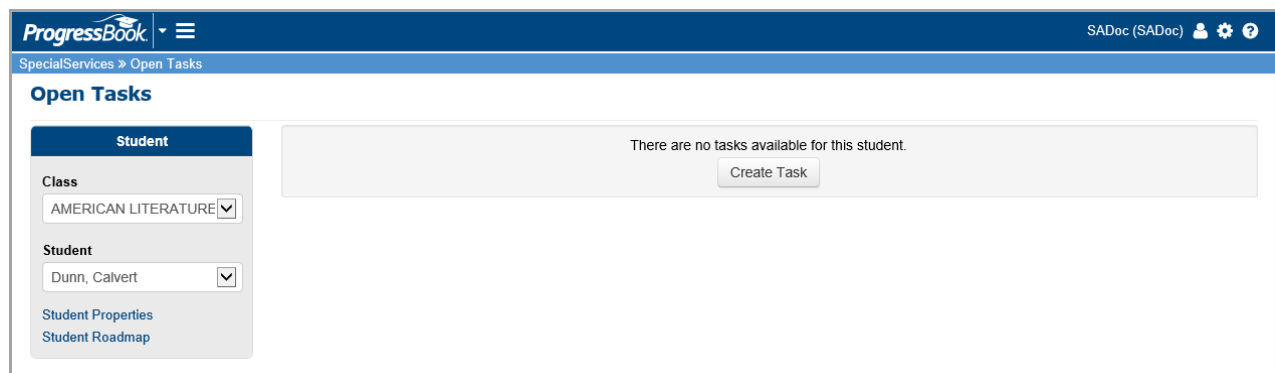 ProgressBook
SADoc (SADoc)
SpecialServices » Open Tasks
Open Tasks
Student
There are no tasks available for this student.
Create Task
Class
AMERICAN LITERATURE
Student
Dunn, Calvert
Student Properties
Student Roadmap